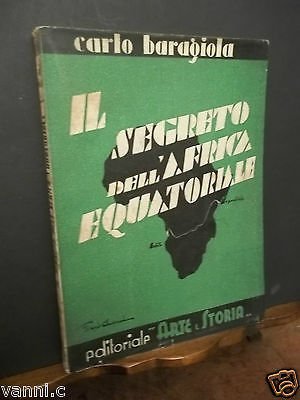 carlo baragiola
IL
SEGRETO
DELL'AFRICA
EQUATORIALE
editoriale "ARTE E STORIA"
vanni.c